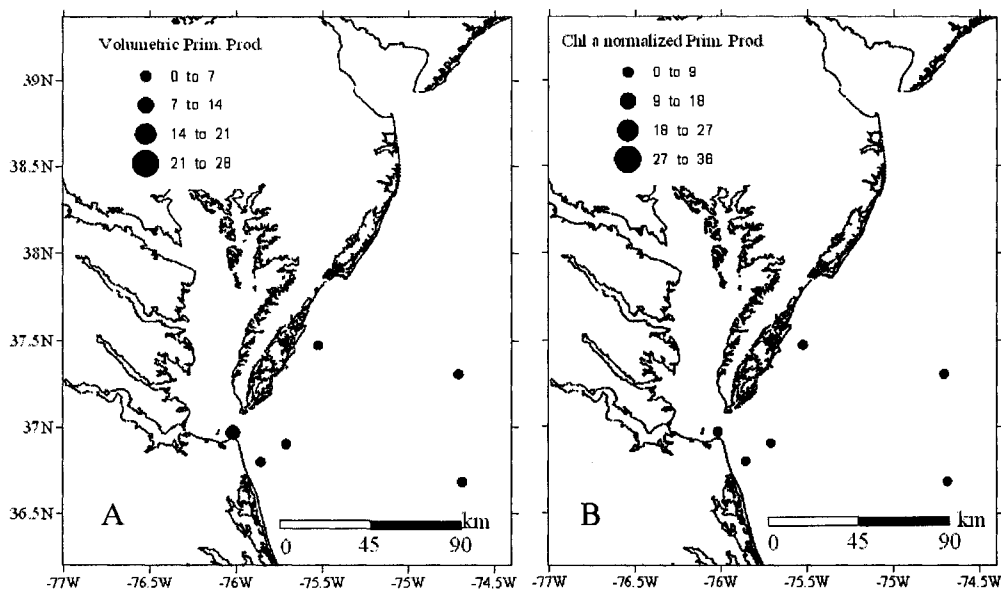 Volumetric Prim. Prod.
0 to 7
7 to 14
14 to 21
21 to 28
39N
38.5N
38N
37.5N
37N
36.5N
A
km
0 45 90
-77W -76.5W -76W -75.5W -75W -74.5W
Chl a normalized Prim. Prod
0 to 9
9 to 18
18 to 27
27 to 36
B
km
0 45 90
-77W -76.5W -76W -75.5W -75W -74.5W